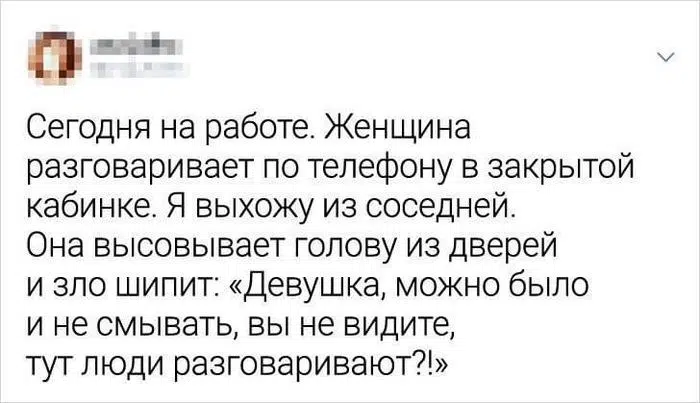 Сегодня на работе. Женщина
разговаривает по телефону в закрытой
кабинке. Я выхожу из соседней.
Она высовывает голову из дверей
и зло шипит: «Девушка, можно было
и не смывать, вы не видите,
тут люди разговаривают?!»